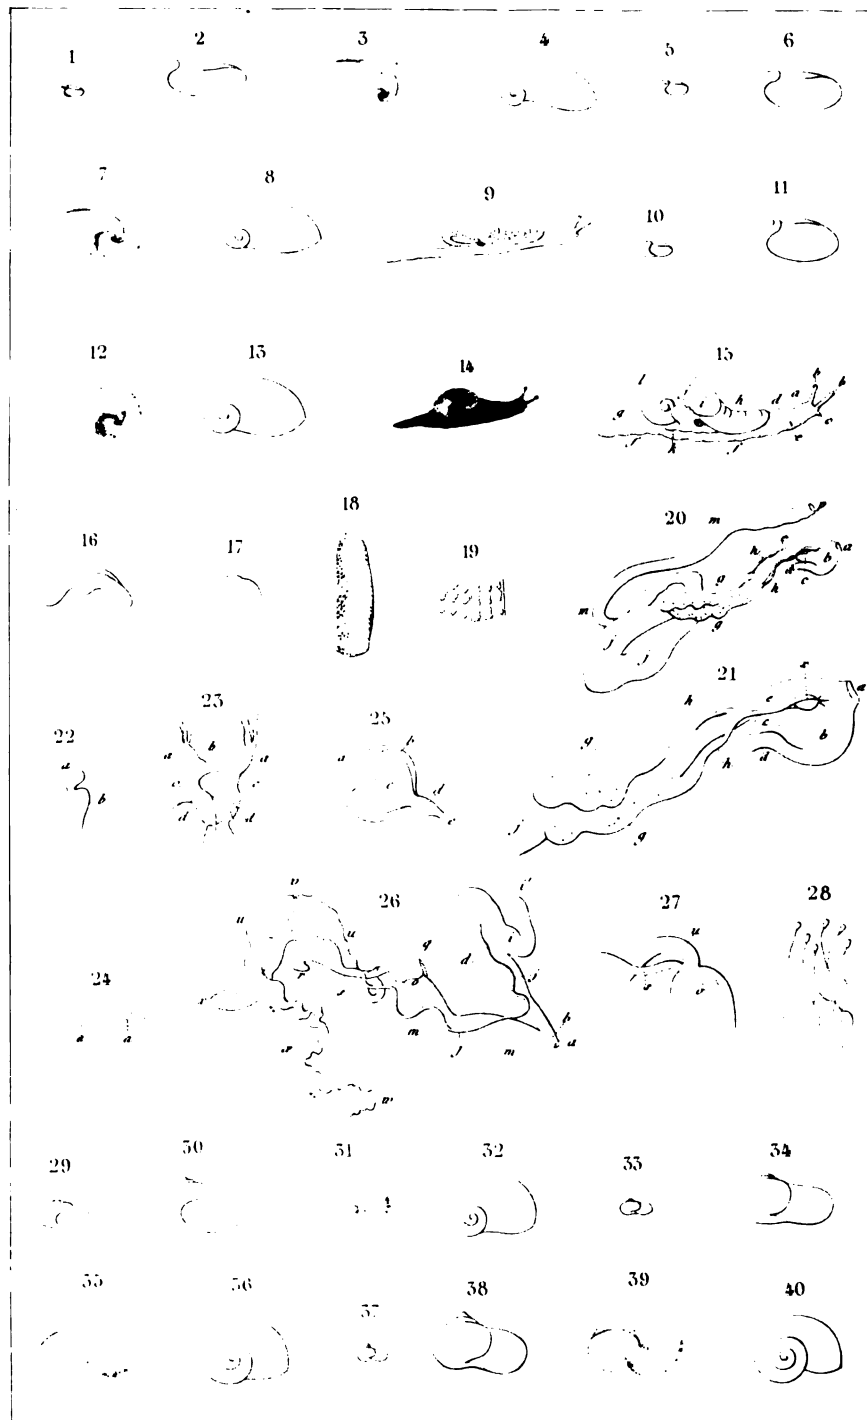 1 2 3 4 5 6
7 8 9 10 11
12 13 14 15
l i i h d a b b
g f k f e c
16 17 18 19 20 m n
h c a
b
g d c
m h
j j g
21 x
22 23 25 h c a
a b b c
a a a g b
c c c h d
b d d d
c j g
26 27 28
v i'
u u q i u
24 d
r s o j s v
x
m b
a a j m a
x
w
29 30 31 32 33 34
35 36 37 38 39 40